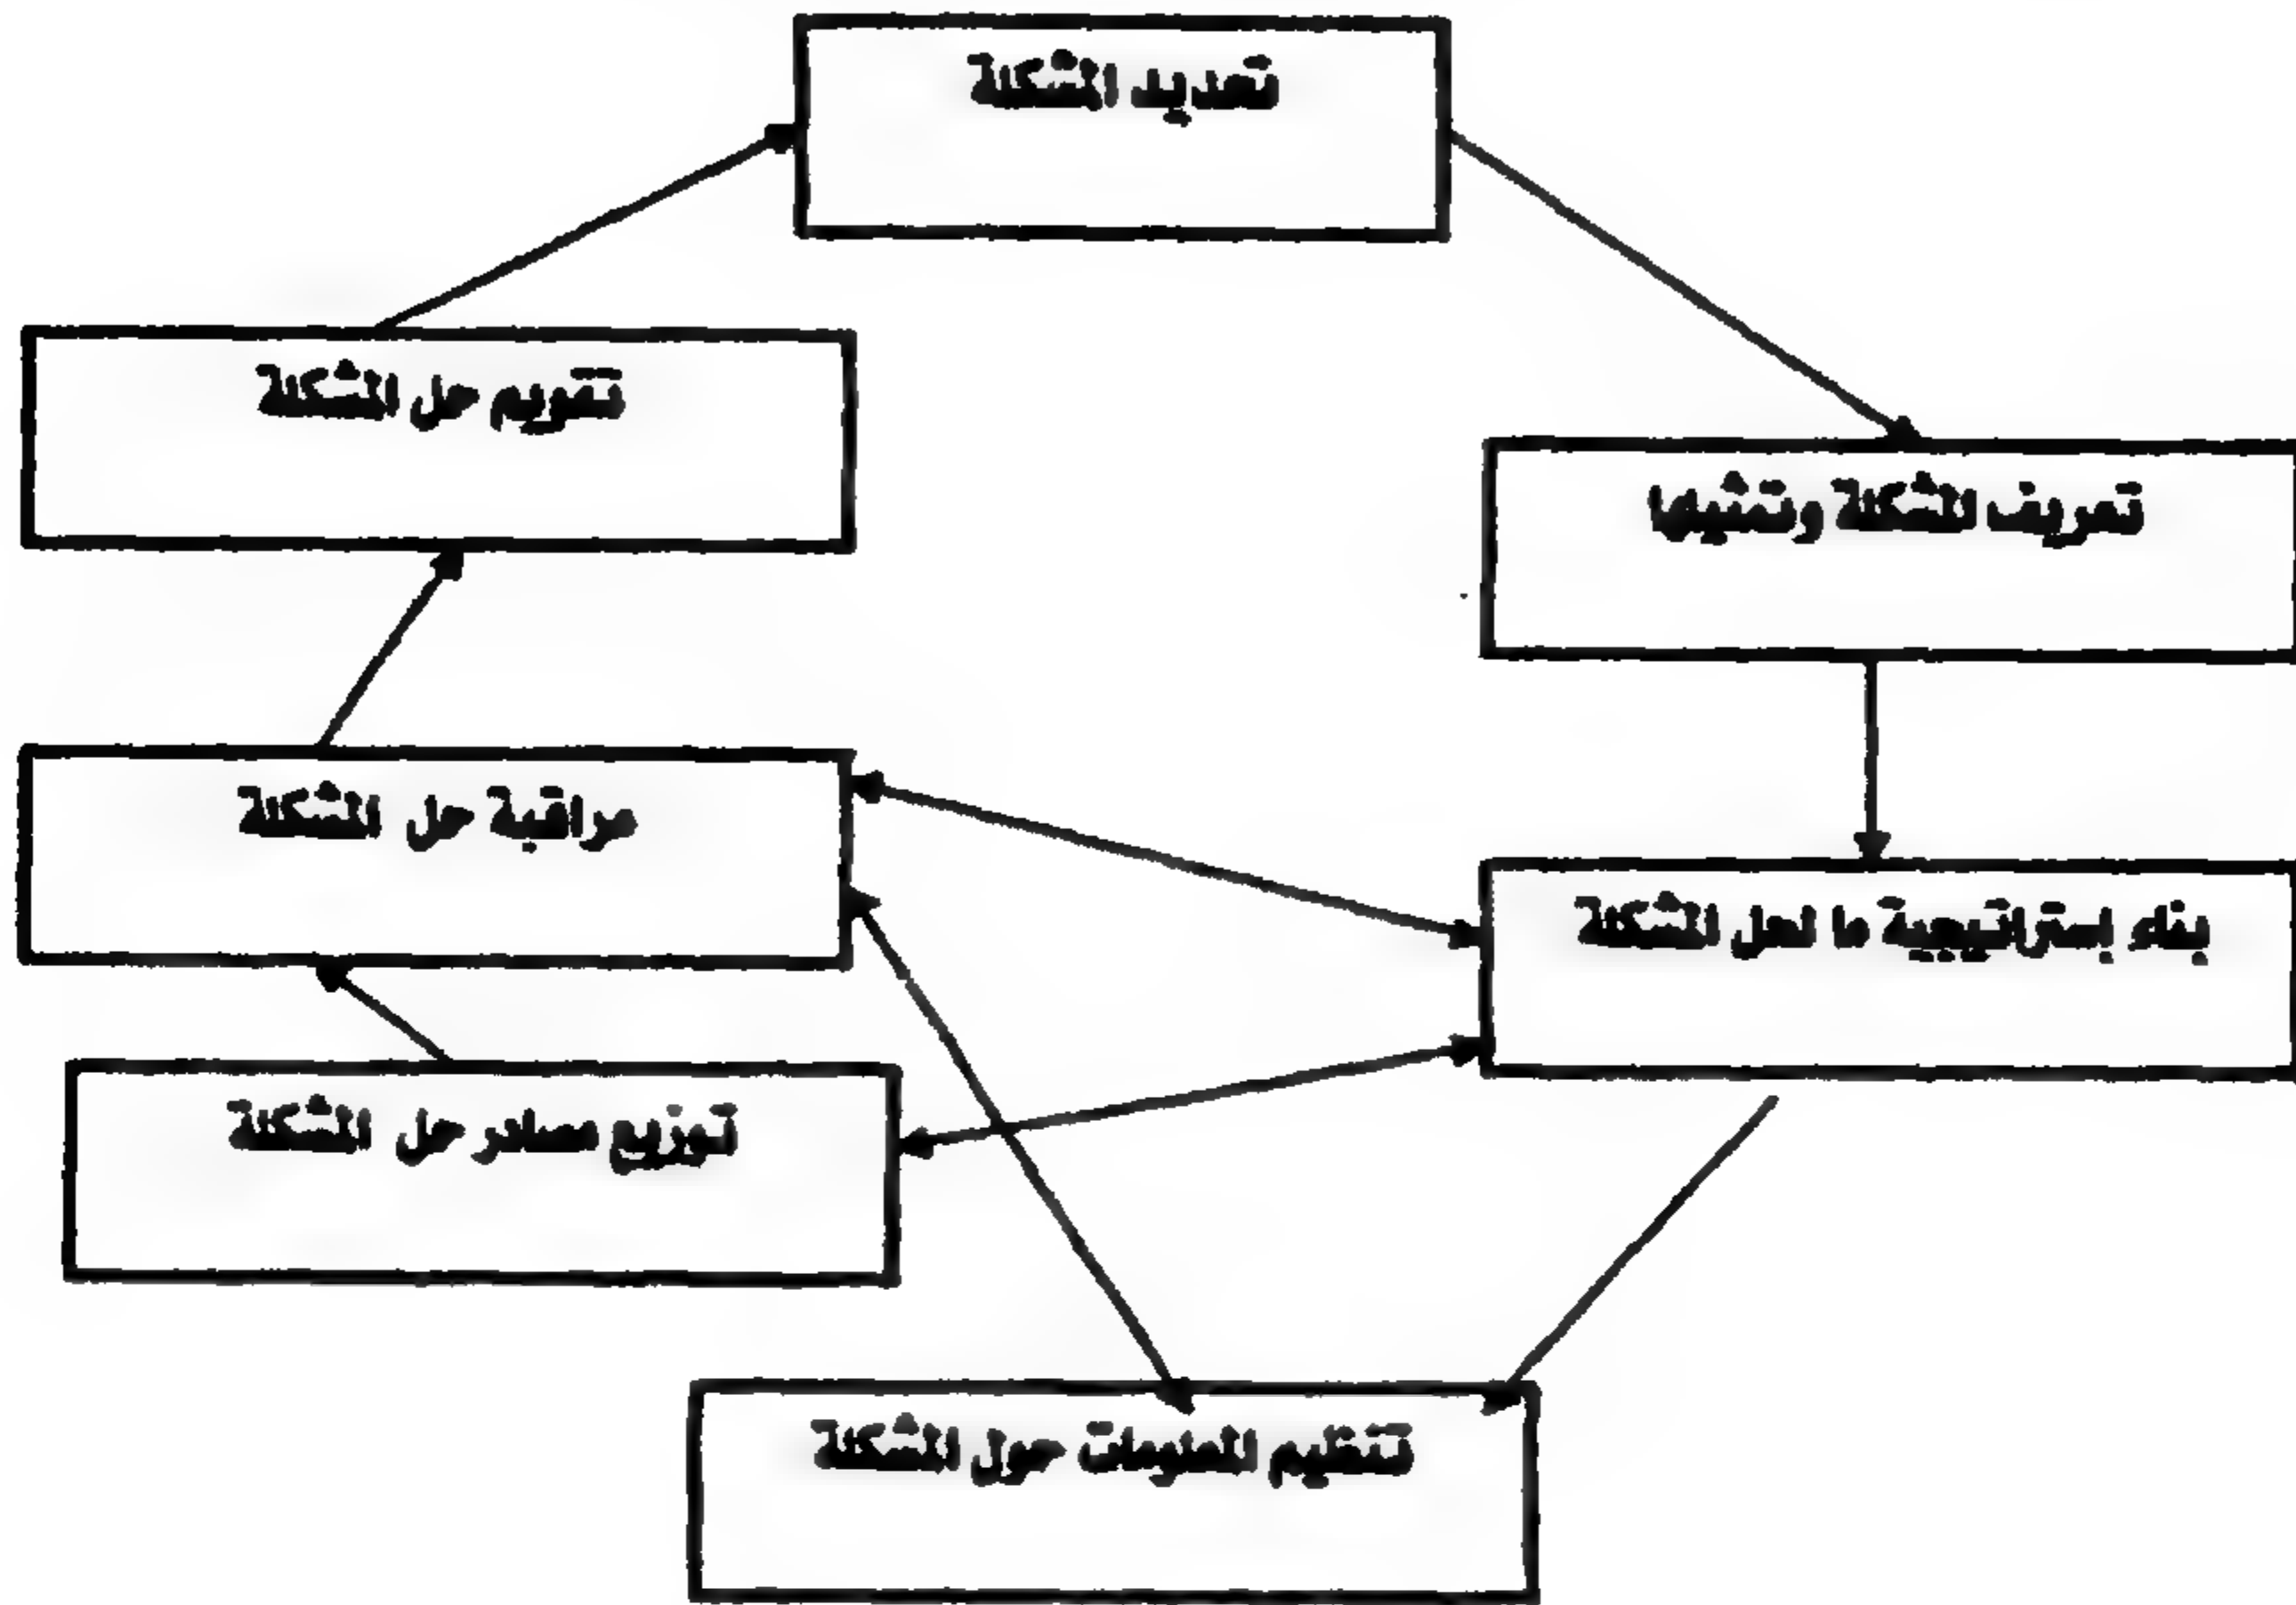 تحديد المشكلة
تقويم حل المشكلة
تعريف المشكلة وتمثيلها
مراقبة حل المشكلة
بناء إستراتيجية ما لحل المشكلة
توزيع مصادر حل المشكلة
تنظيم المعلومات حول المشكلة